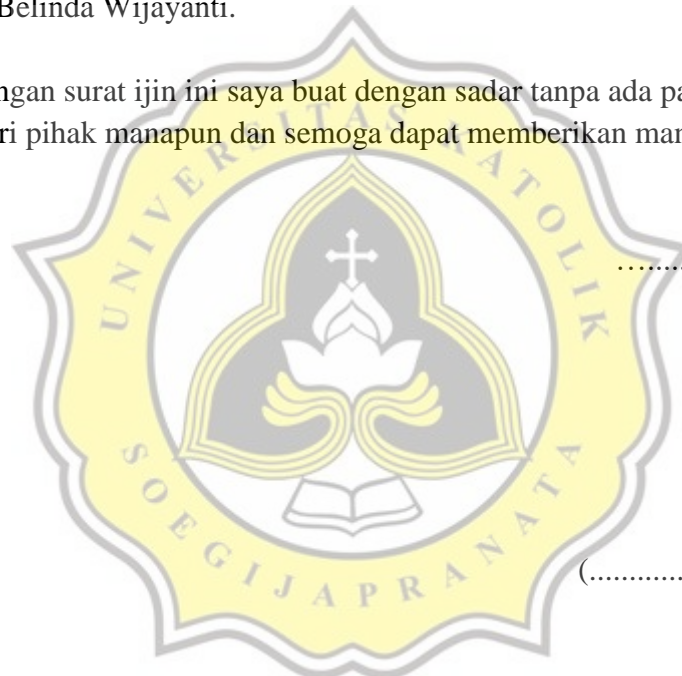 Belinda Wijayanti.
ngan surat ijin ini saya buat dengan sadar tanpa ada pa
ri pihak manapun dan semoga dapat memberikan man
UNIVERSITAS KATOLIK
…......
SOEGIJAPRANATA
(.............